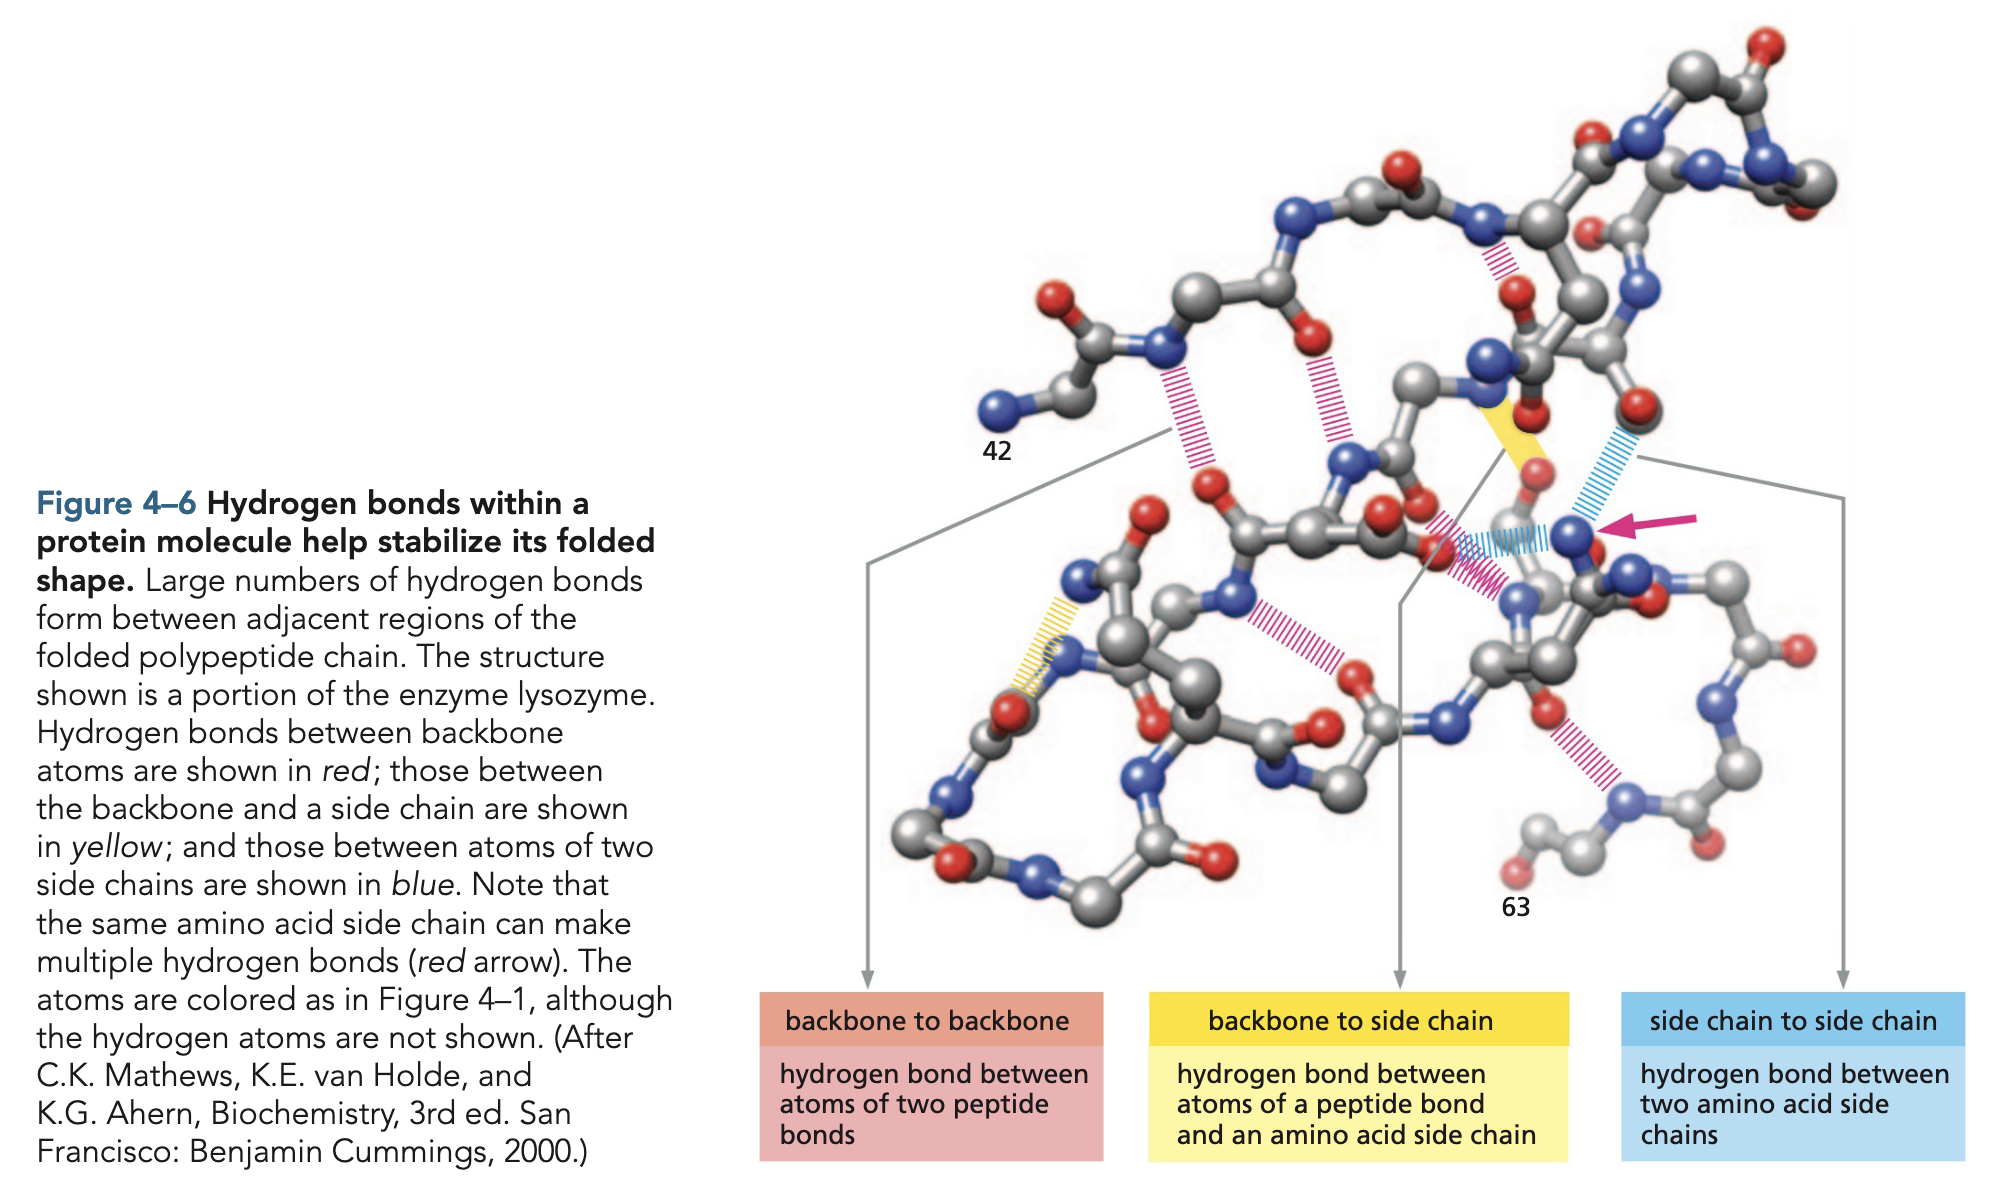 Figure 4–6 Hydrogen bonds within a
protein molecule help stabilize its folded
shape. Large numbers of hydrogen bonds
form between adjacent regions of the
folded polypeptide chain. The structure
shown is a portion of the enzyme lysozyme.
Hydrogen bonds between backbone
atoms are shown in red; those between
the backbone and a side chain are shown
in yellow; and those between atoms of two
side chains are shown in blue. Note that
the same amino acid side chain can make
multiple hydrogen bonds (red arrow). The
atoms are colored as in Figure 4–1, although
the hydrogen atoms are not shown. (After
C.K. Mathews, K.E. van Holde, and
K.G. Ahern, Biochemistry, 3rd ed. San
Francisco: Benjamin Cummings, 2000.)
42
63
backbone to backbone
hydrogen bond between
atoms of two peptide
bonds
backbone to side chain
hydrogen bond between
atoms of a peptide bond
and an amino acid side chain
side chain to side chain
hydrogen bond between
two amino acid side
chains